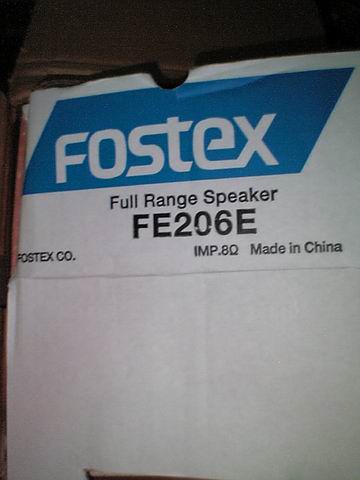 FOSTEX
Full Range Speaker
FE206E
FOSTEX CO. IMP.8Ω Made in China